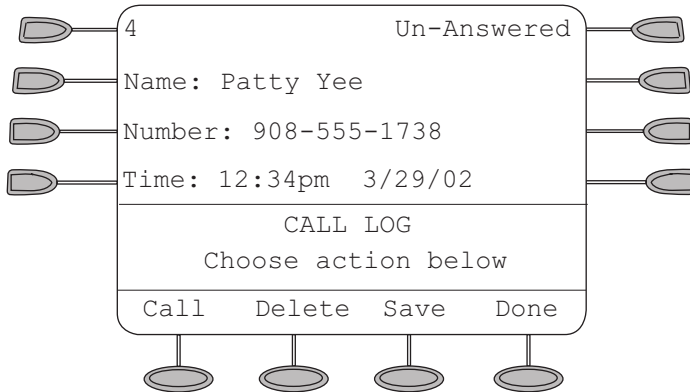 4 Un-Answered
Name: Patty Yee
Number: 908-555-1738
Time: 12:34pm 3/29/02
CALL LOG
Choose action below
Call Delete Save Done